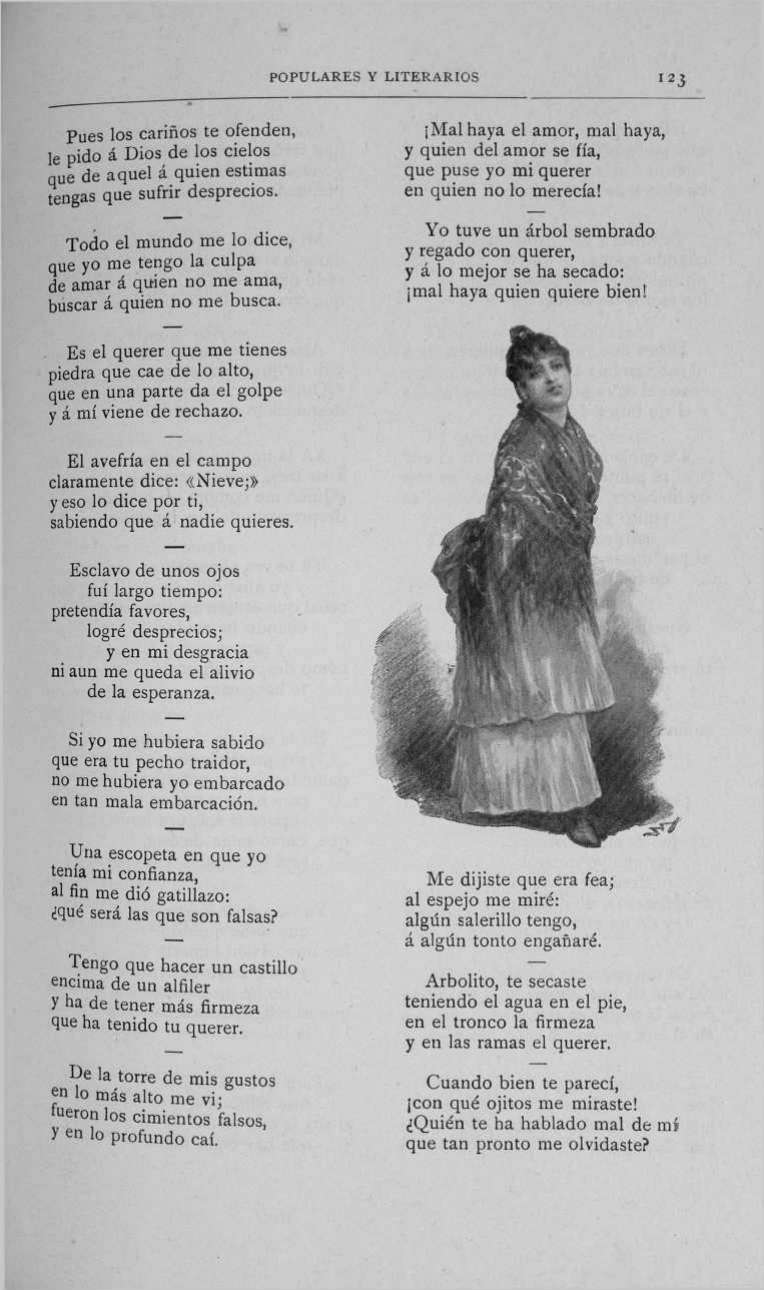 POPULARES Y LITERARIOS 123
Pues los cariños te ofenden,
le pido á Dios de los cielos
que de aquel á quien estimas
tengas que sufrir desprecios.
Todo el mundo me lo dice,
que yo me tengo la culpa
de amar á quien no me ama,
buscar á quien no me busca.
Es el querer que me tienes
piedra que cae de lo alto,
que en una parte da el golpe
y á mí viene de rechazo.
El avefría en el campo
claramente dice: «Nieve;»
y eso lo dice por ti,
sabiendo que á nadie quieres.
Esclavo de unos ojos
fuí largo tiempo:
pretendía favores,
logré desprecios;
y en mi desgracia
ni aun me queda el alivio
de la esperanza.
Si yo me hubiera sabido
que era tu pecho traidor,
no me hubiera yo embarcado
en tan mala embarcación.
Una escopeta en que yo
tenía mi confianza,
al fin me dió gatillazo:
¿qué será las que son falsas?
Tengo que hacer un castillo
encima de un alfiler
y ha de tener más firmeza
que ha tenido tu querer.
De la torre de mis gustos
en lo más alto me vi;
fueron los cimientos falsos,
y en lo profundo caí.
¡Mal haya el amor, mal haya,
y quien del amor se fía,
que puse yo mi querer
en quien no lo merecía!
Yo tuve un árbol sembrado
y regado con querer,
y á lo mejor se ha secado:
¡mal haya quien quiere bien!
Me dijiste que era fea;
al espejo me miré:
algún salerillo tengo,
á algún tonto engañaré.
Arbolito, te secaste
teniendo el agua en el pie,
en el tronco la firmeza
y en las ramas el querer.
Cuando bien te parecí,
¡con qué ojitos me miraste!
¿Quién te ha hablado mal de mí
que tan pronto me olvidaste?